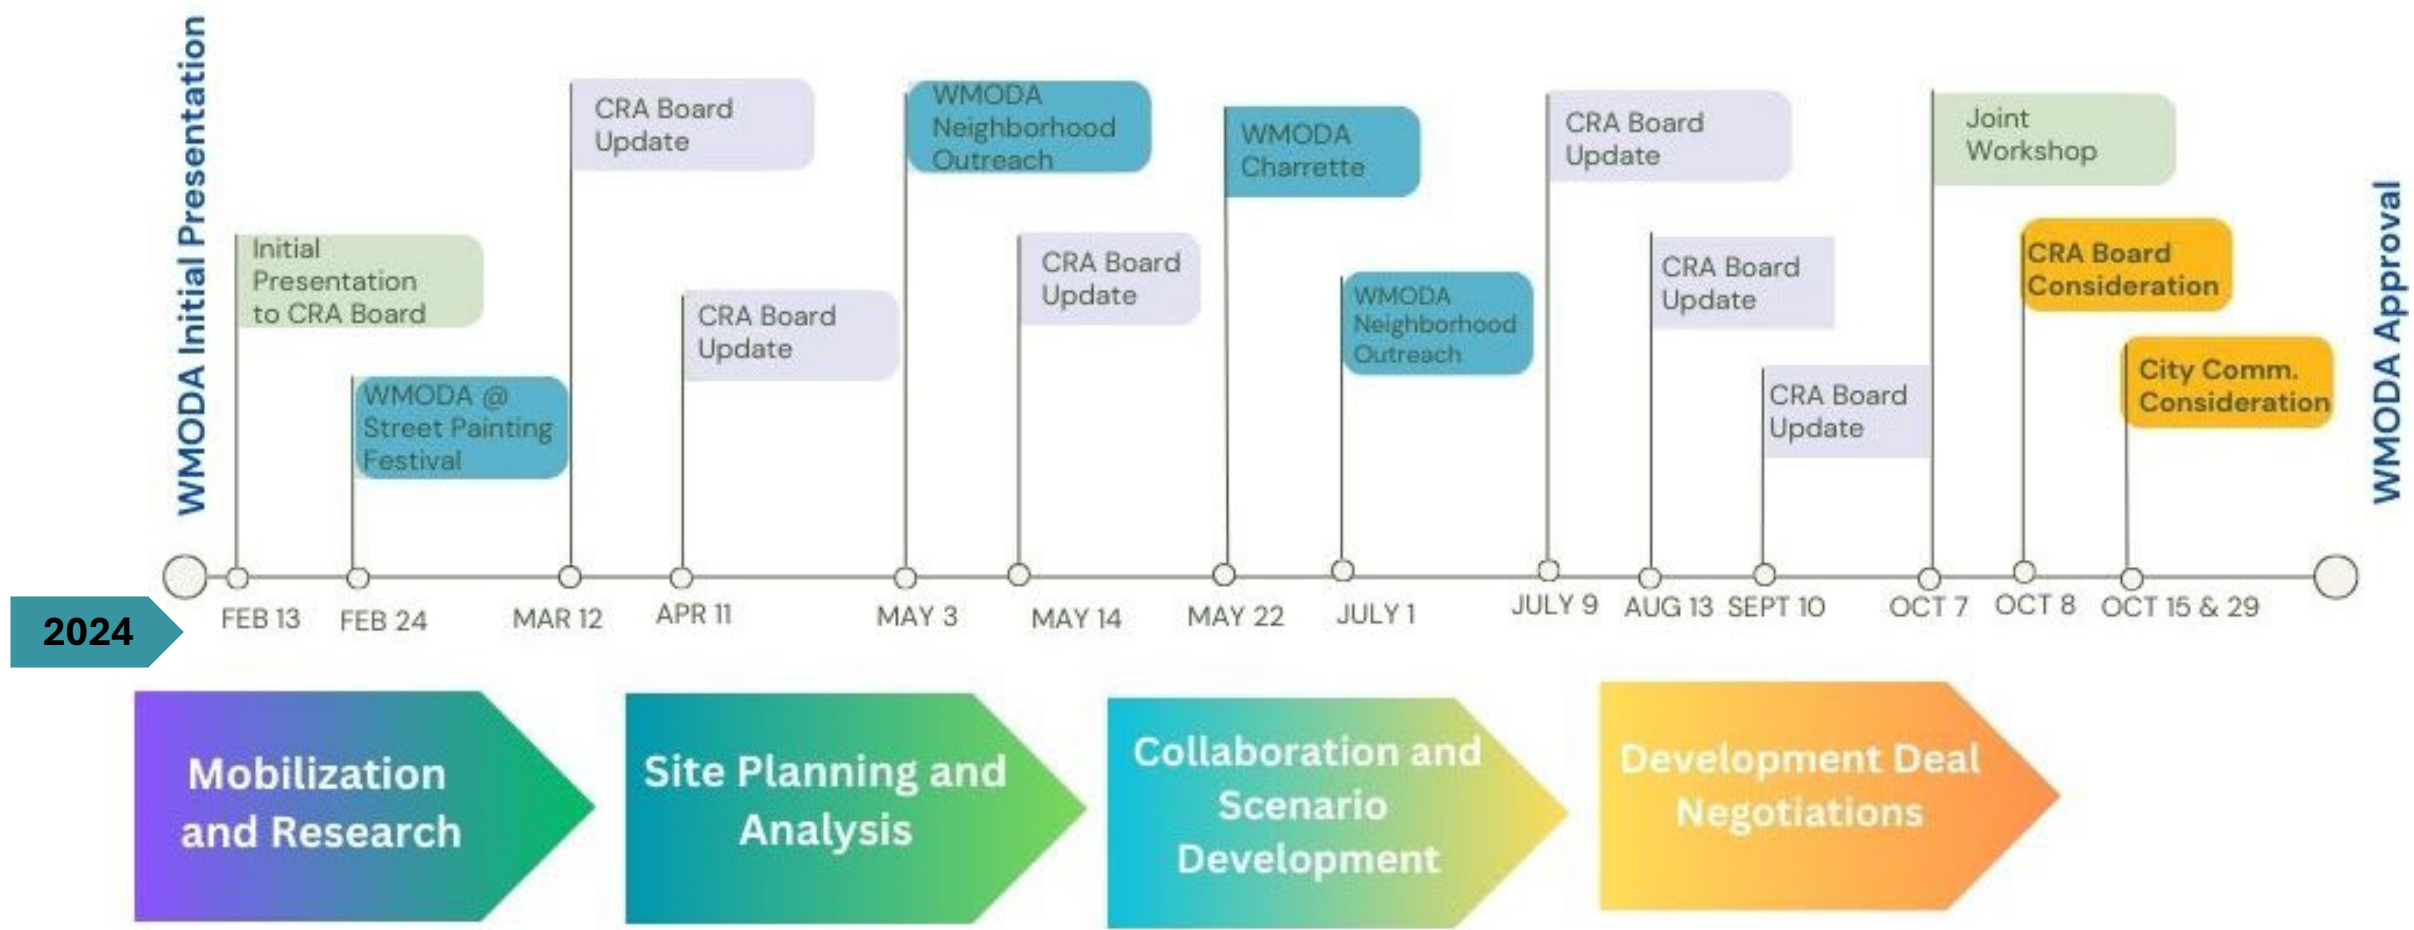 WMODA Initial Presentation
Initial
Presentation
to CRA Board
WMODA @
Street Painting
Festival
CRA Board
Update
CRA Board
Update
WMODA
Neighborhood
Outreach
CRA Board
Update
WMODA
Charrette
WMODA
Neighborhood
Outreach
CRA Board
Update
CRA Board
Update
CRA Board
Update
Joint
Workshop
CRA Board
Consideration
City Comm.
Consideration
WMODA Approval
2024
FEB 13
FEB 24
MAR 12
APR 11
MAY 3
MAY 14
MAY 22
JULY 1
JULY 9
AUG 13
SEPT 10
OCT 7
OCT 8
OCT 15 & 29
Mobilization
and Research
Site Planning and
Analysis
Collaboration and
Scenario
Development
Development Deal
Negotiations